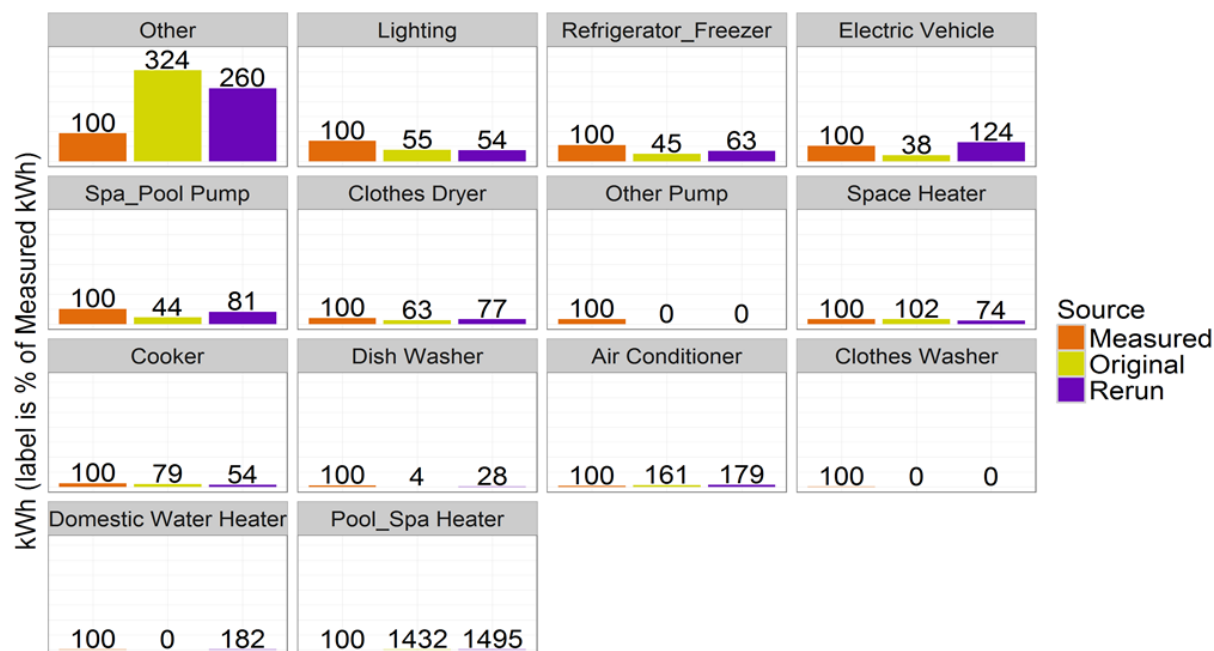 Other
Lighting
Refrigerator_Freezer
Electric Vehicle
100 324 260
100 55 54
100 45 63
100 38 124
Spa_Pool Pump
Clothes Dryer
Other Pump
Space Heater
100 44 81
100 63 77
100 0 0
100 102 74
Cooker
Dish Washer
Air Conditioner
Clothes Washer
100 79 54
100 4 28
100 161 179
100 0 0
Domestic Water Heater
Pool_Spa Heater
100 0 182
100 1432 1495
kWh (label is % of Measured kWh)
Source
Measured
Original
Rerun